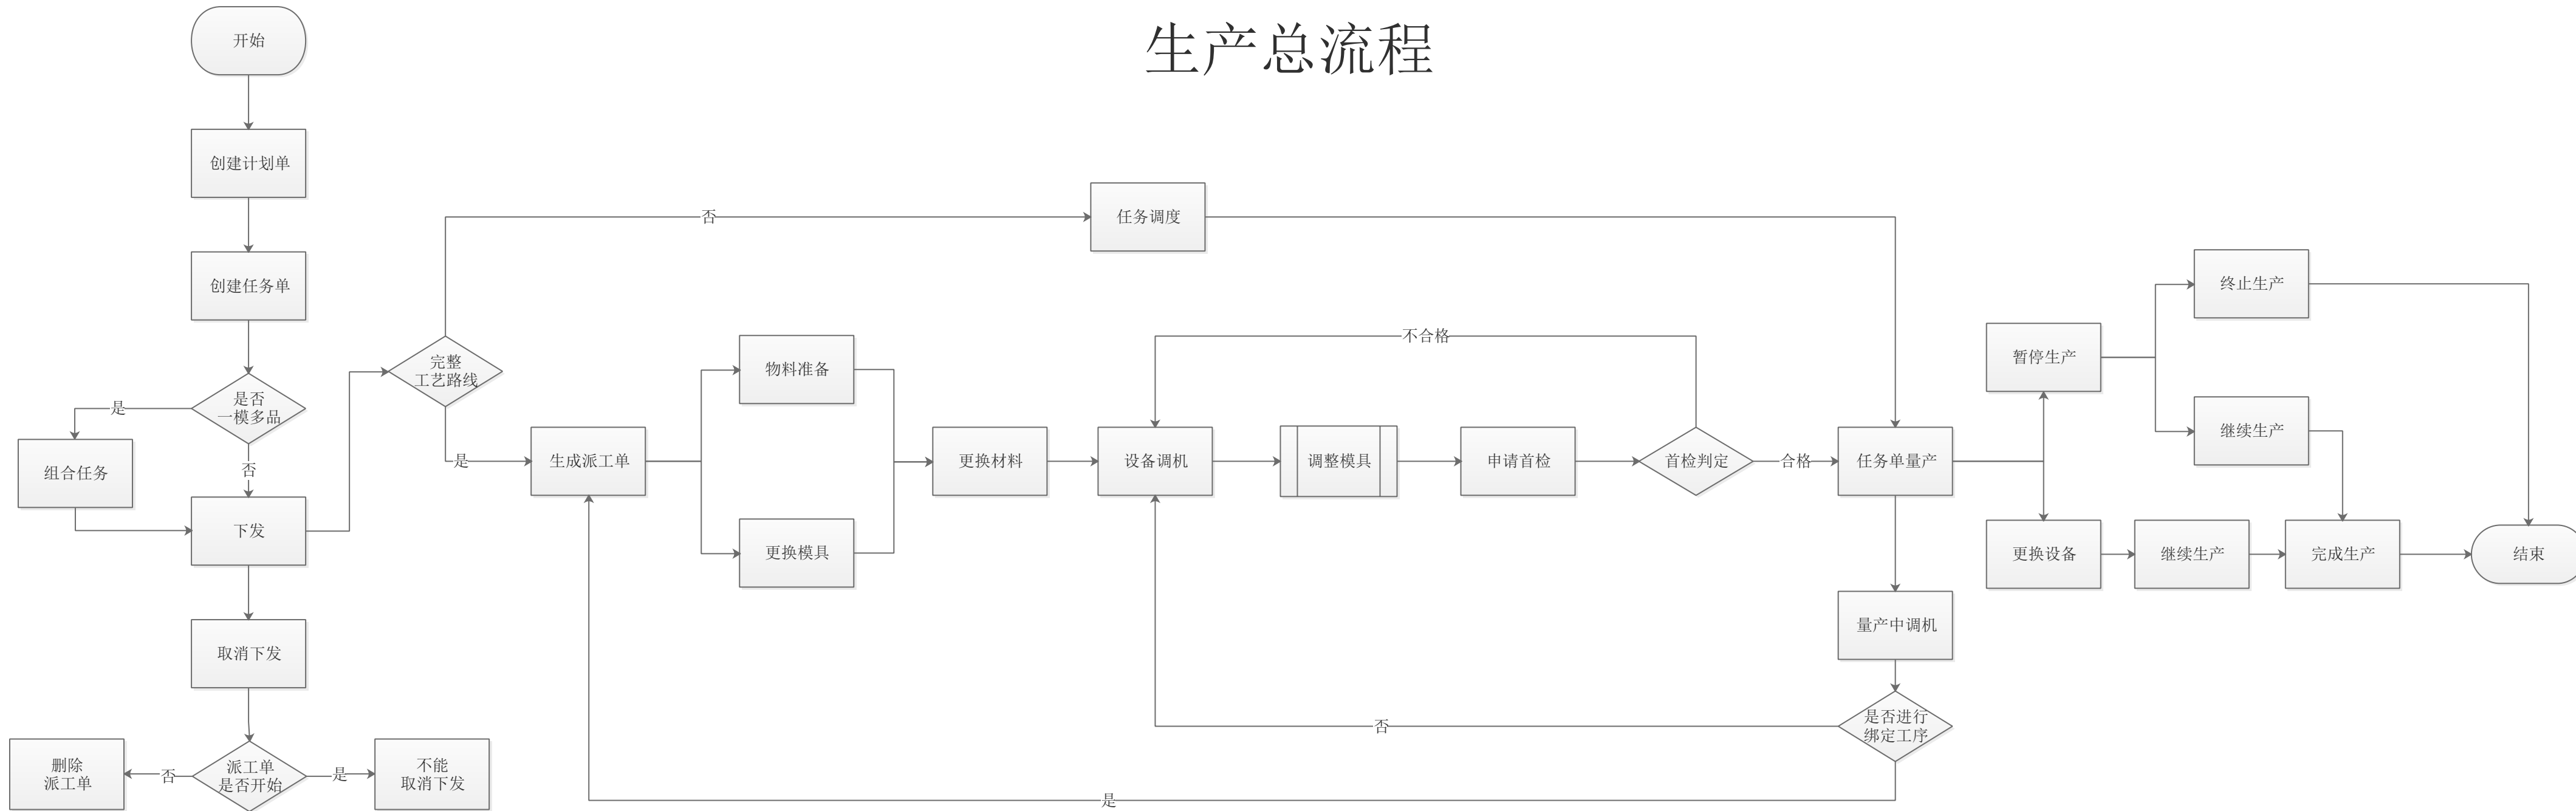 生产总流程
开始
创建计划单
创建任务单
是否
一模多品
是
组合任务
否
下发
取消下发
派工单
是否开始
否
删除
派工单
是
不能
取消下发
完整
工艺路线
否
任务调度
是
生成派工单
物料准备
更换模具
更换材料
设备调机
调整模具
申请首检
首检判定
不合格
合格
任务单量产
量产中调机
是否进行
绑定工序
否
是
暂停生产
终止生产
继续生产
更换设备
继续生产
完成生产
结束